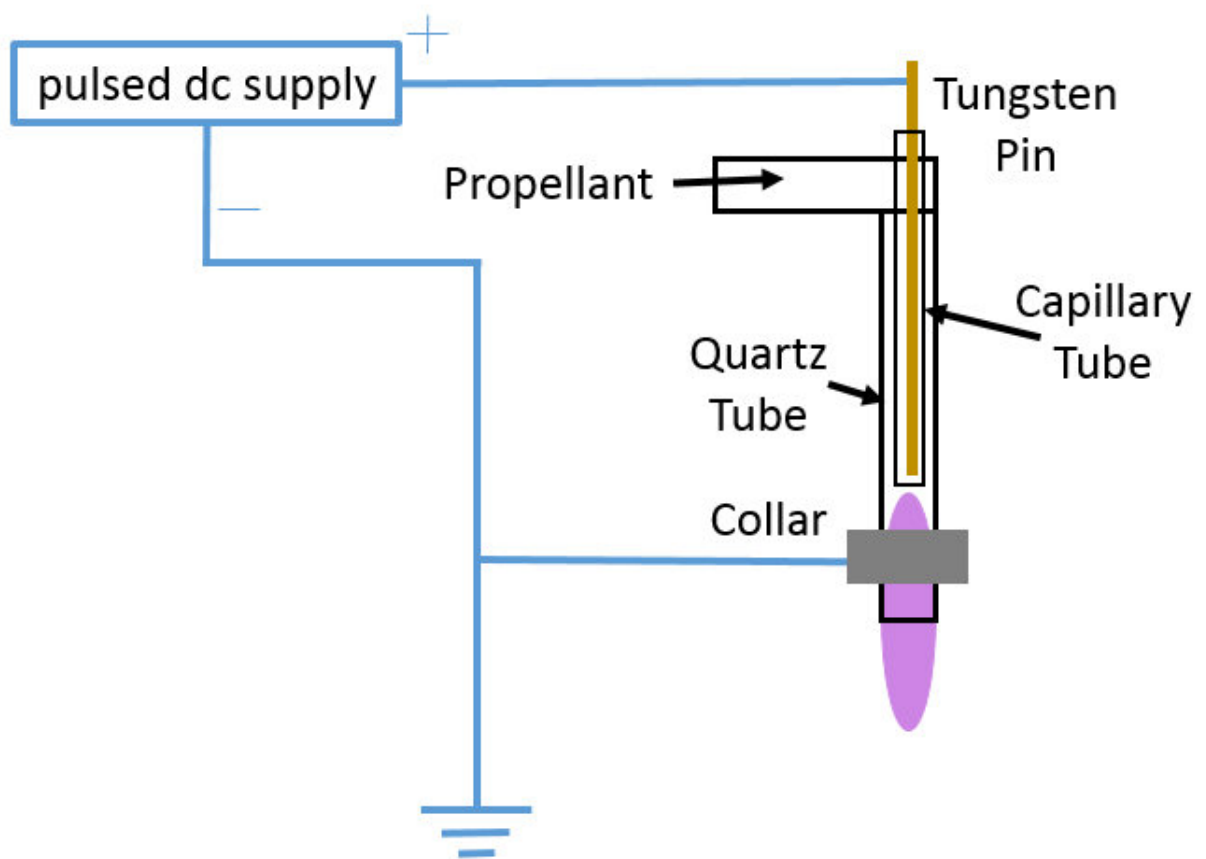 +
pulsed dc supply
Tungsten
Pin
Propellant
—
Capillary
Tube
Quartz
Tube
Collar